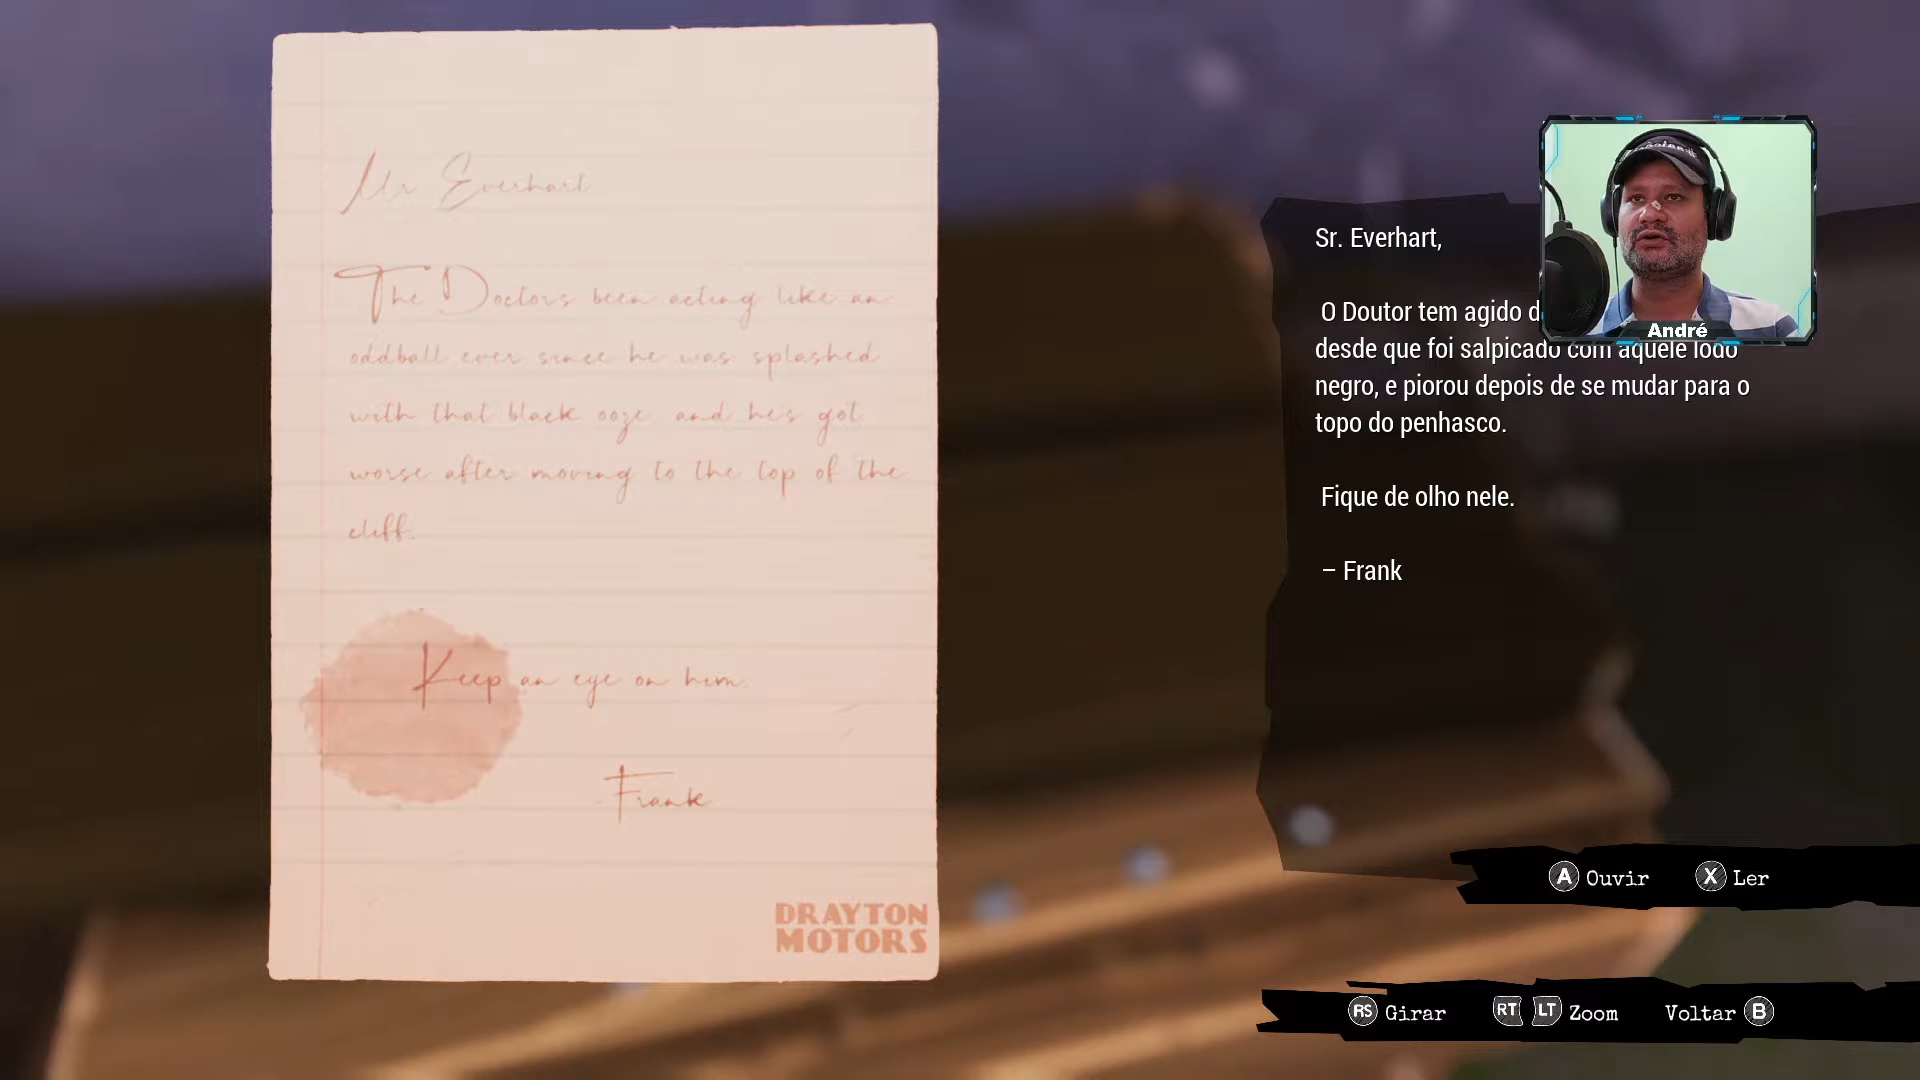 Mr Everhart
The Doctors been acting like an
oddball ever since he was splashed
with that black ooze and he's got
worse after moving to the top of the
cliff.
Keep an eye on him.
- Frank
DRAYTON
MOTORS
Sr. Everhart,
O Doutor tem agido d
desde que foi salpicado com aquele lodo
negro, e piorou depois de se mudar para o
topo do penhasco.
Fique de olho nele.
– Frank
André
A Ouvir X Ler
RS Girar RT LT Zoom Voltar B